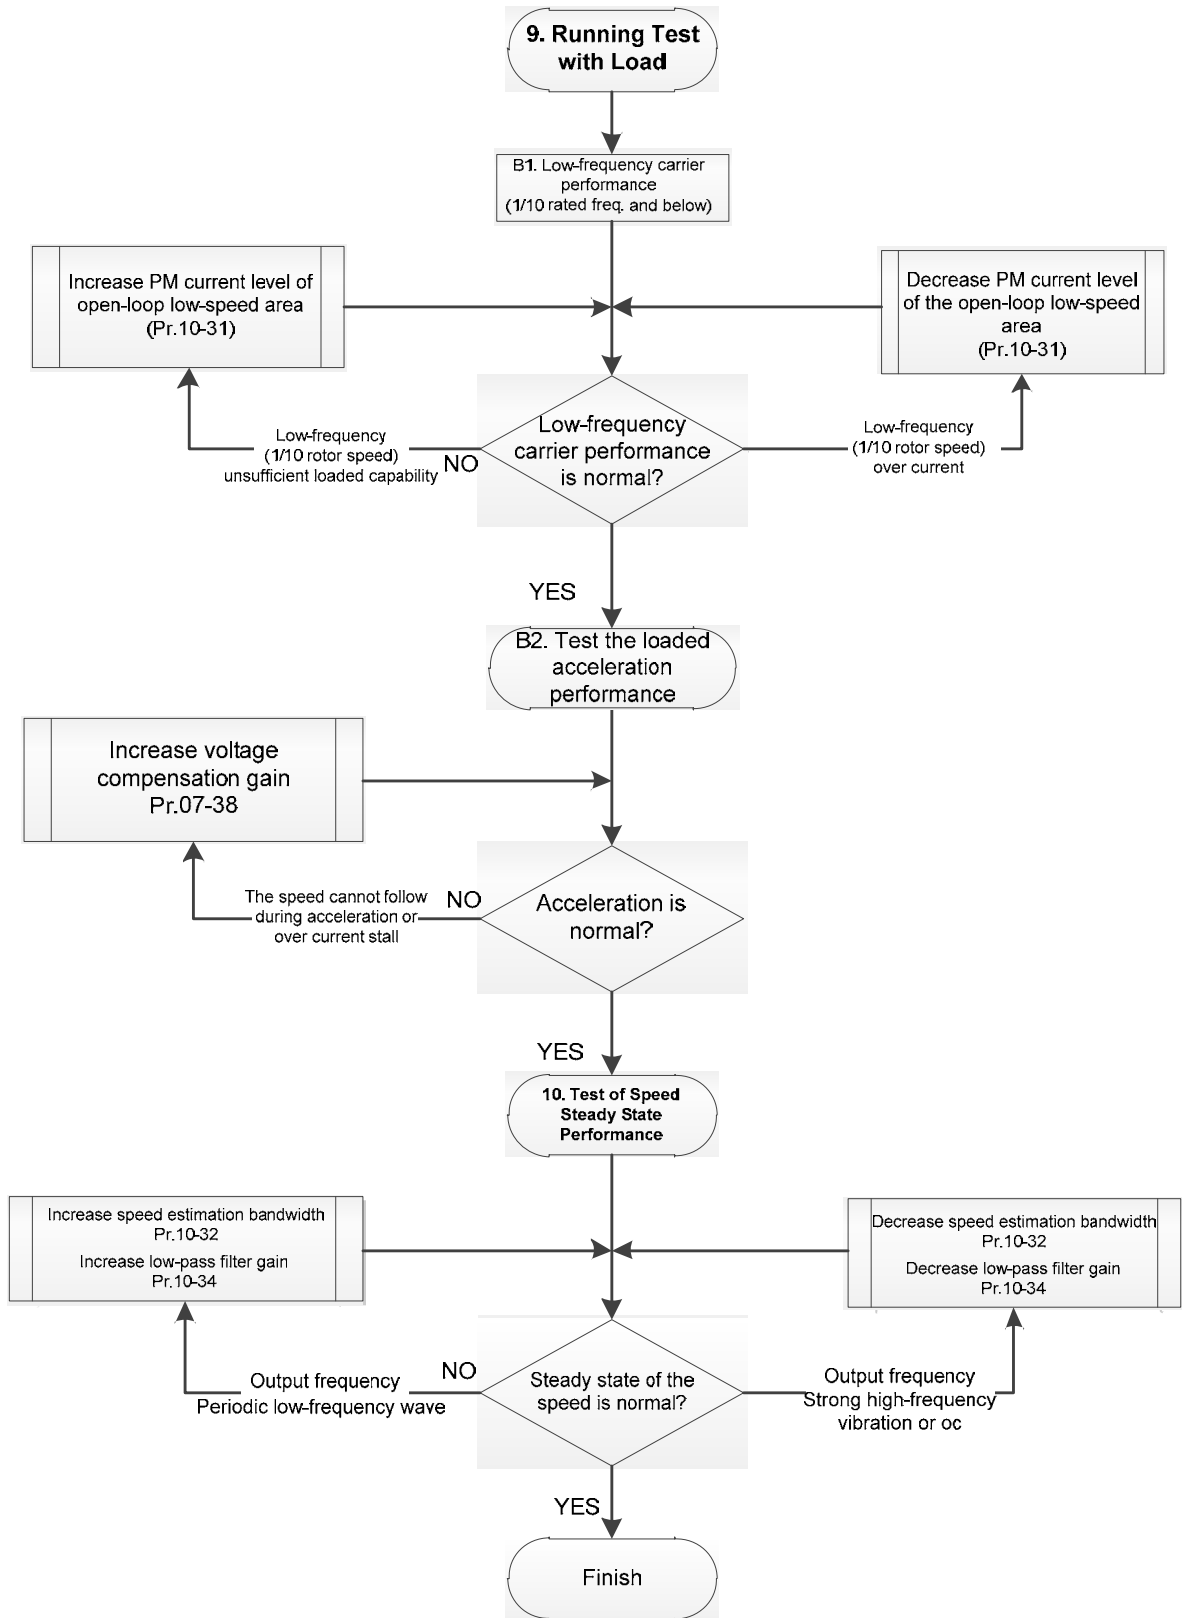 9. Running Test
with Load
B1. Low-frequency carrier
performance
(1/10 rated freq. and below)
Increase PM current level of
open-loop low-speed area
(Pr.10-31)
Decrease PM current level
of the open-loop low-speed
area
(Pr.10-31)
Low-frequency
(1/10 rotor speed)
unsufficient loaded capability
NO
Low-frequency
carrier performance
is normal?
Low-frequency
(1/10 rotor speed)
over current
YES
B2. Test the loaded
acceleration
performance
Increase voltage
compensation gain
Pr.07-38
The speed cannot follow
during acceleration or
over current stall
NO
Acceleration is
normal?
YES
10. Test of Speed
Steady State
Performance
Increase speed estimation bandwidth
Pr.10-32
Increase low-pass filter gain
Pr.10-34
Decrease speed estimation bandwidth
Pr.10-32
Decrease low-pass filter gain
Pr.10-34
Output frequency
Periodic low-frequency wave
NO
Steady state of the
speed is normal?
Output frequency
Strong high-frequency
vibration or oc
YES
Finish